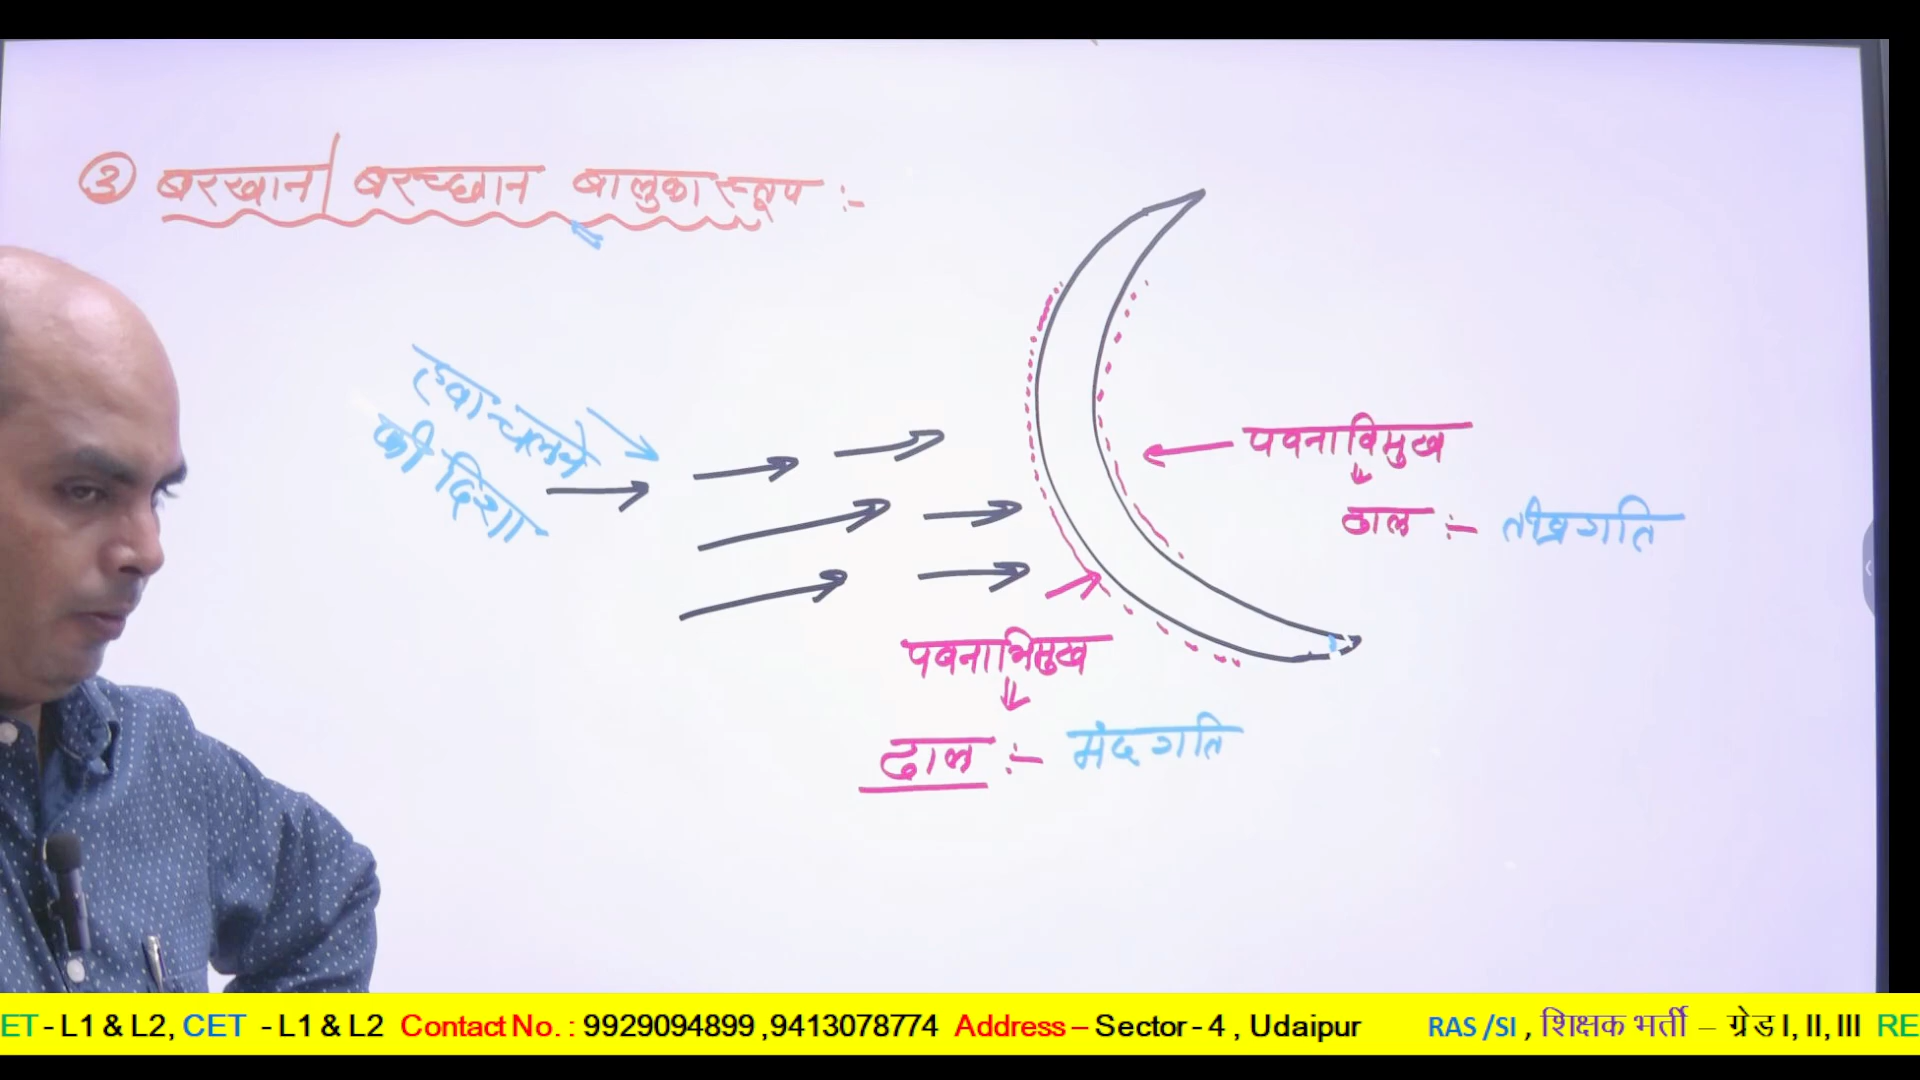 ③ बरखान/ बरच्छान बालुका स्तूप :-
हवा चलने
की दिशा
पवनाविमुख
ढाल :- तीव्रगति
पवनाभिमुख
ढाल :- मंद गति
ET - L1 & L2, CET - L1 & L2 Contact No. : 9929094899 ,9413078774 Address – Sector - 4 , Udaipur RAS /SI , शिक्षक भर्ती – ग्रेड I, II, III RE